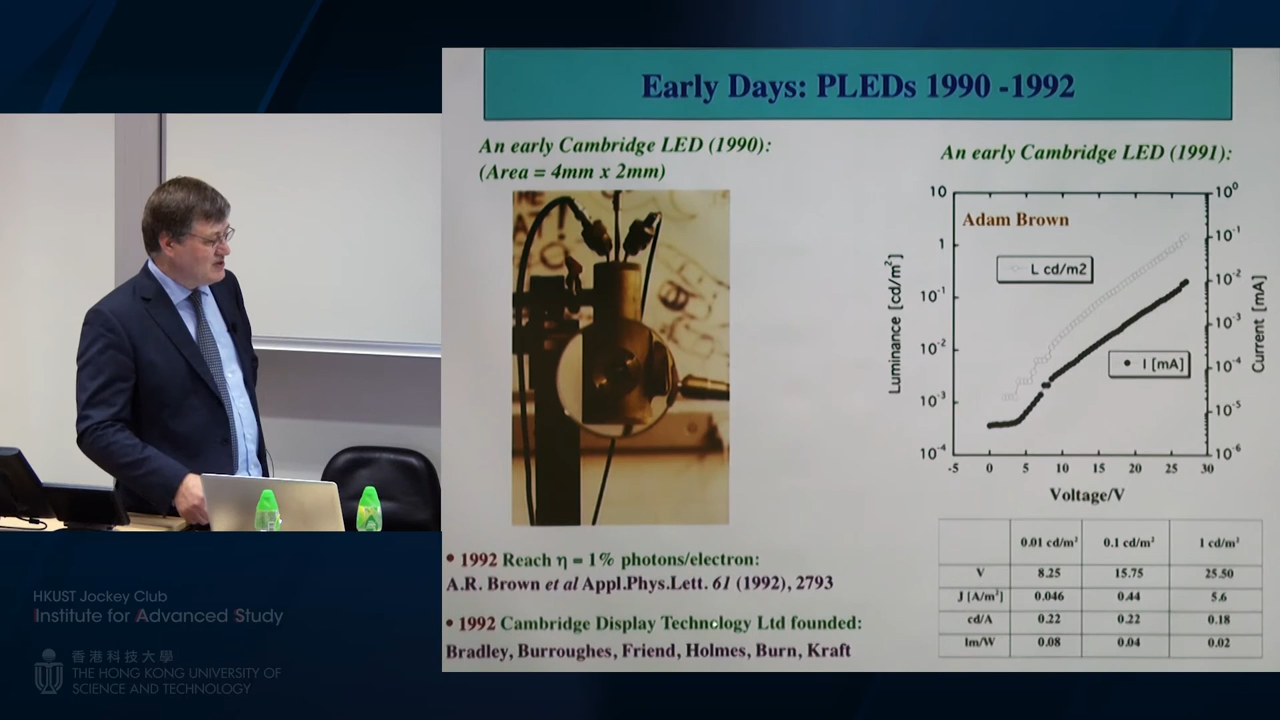 Early Days: PLEDs 1990 -1992
An early Cambridge LED (1990):
(Area = 4mm x 2mm)
An early Cambridge LED (1991):
Adam Brown
L cd/m2
I [mA]
Luminance [cd/m²]
10
1
10⁻¹
10⁻²
10⁻³
10⁻⁴
10⁰
10⁻¹
10⁻²
10⁻³
10⁻⁴
10⁻⁵
10⁻⁶
Current [mA]
-5 0 5 10 15 20 25 30
Voltage/V
• 1992 Reach η = 1% photons/electron:
A.R. Brown et al Appl.Phys.Lett. 61 (1992), 2793
• 1992 Cambridge Display Technology Ltd founded:
Bradley, Burroughes, Friend, Holmes, Burn, Kraft
0.01 cd/m² 0.1 cd/m² 1 cd/m²
V 8.25 15.75 25.50
J [A/m²] 0.046 0.44 5.6
cd/A 0.22 0.22 0.18
lm/W 0.08 0.04 0.02
HKUST Jockey Club
Institute for Advanced Study
香港科技大學
THE HONG KONG UNIVERSITY OF
SCIENCE AND TECHNOLOGY